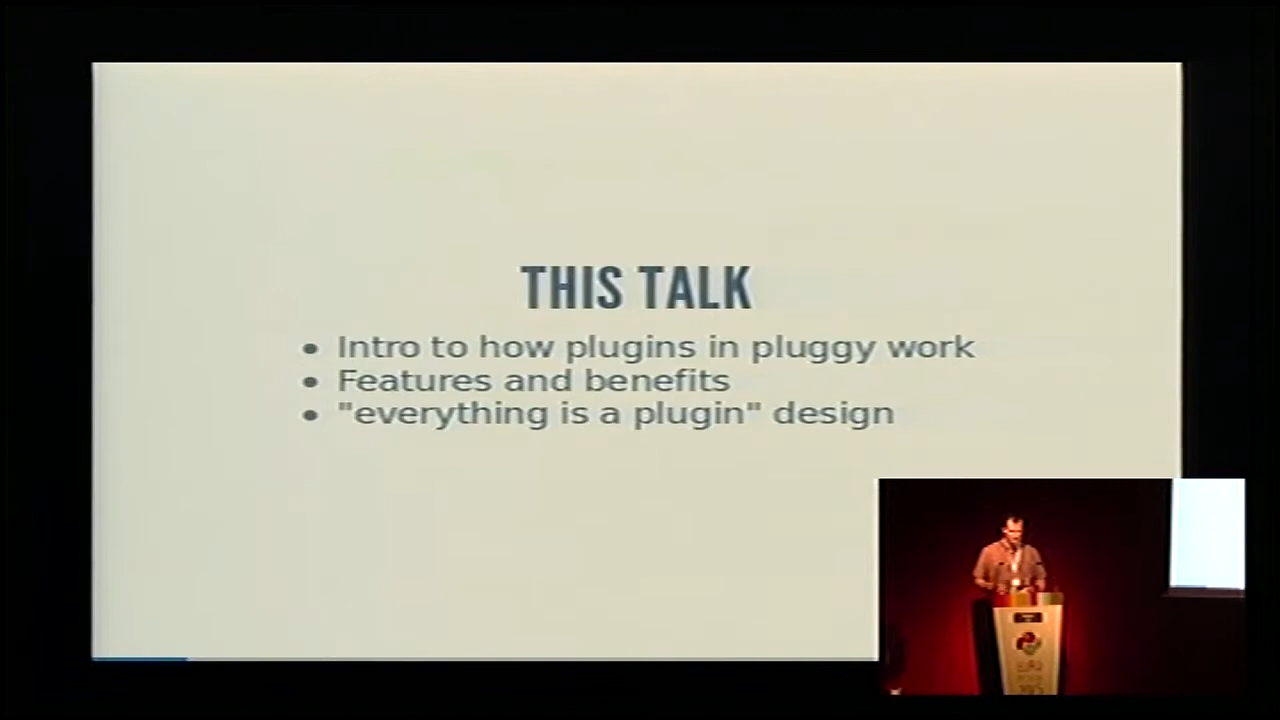 THIS TALK
• Intro to how plugins in pluggy work
• Features and benefits
• "everything is a plugin" design